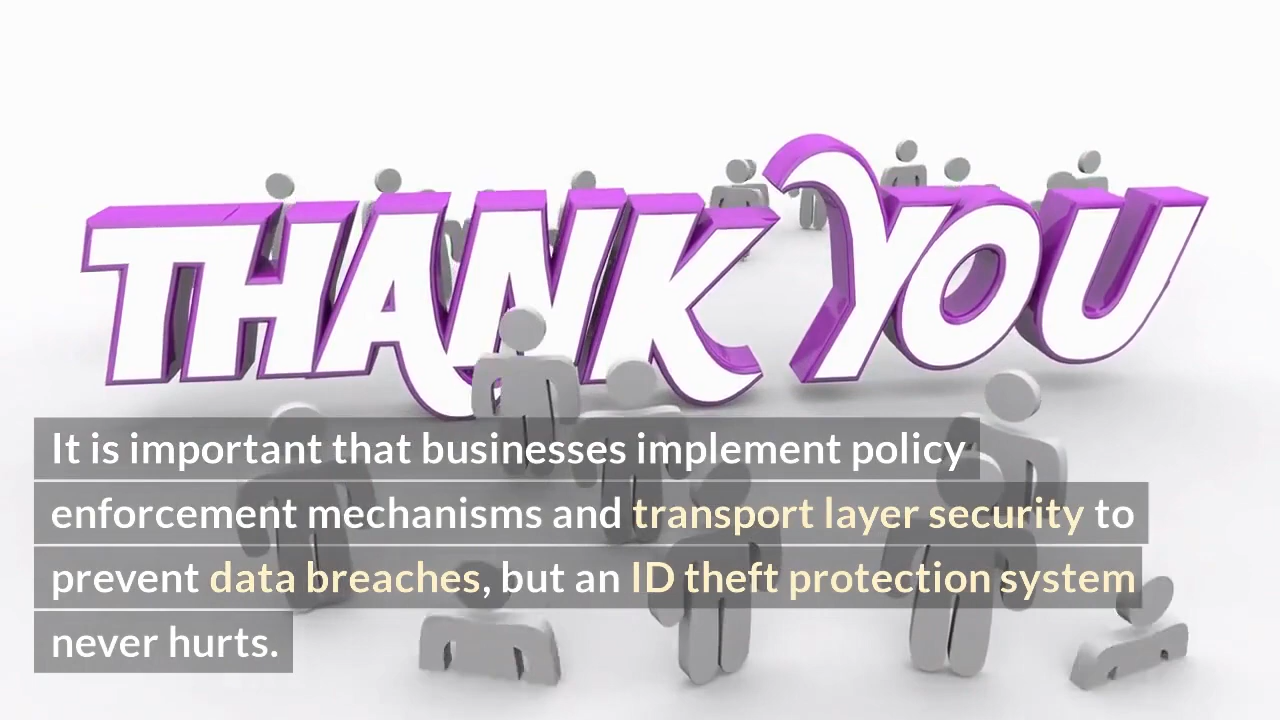 THANK YOU
It is important that businesses implement policy
enforcement mechanisms and transport layer security to
prevent data breaches, but an ID theft protection system
never hurts.